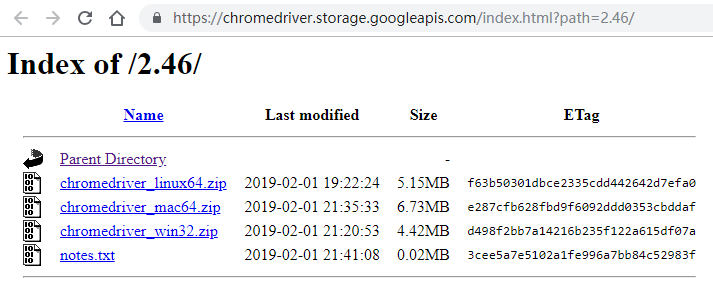 https://chromedriver.storage.googleapis.com/index.html?path=2.46/
Index of /2.46/
Name Last modified Size ETag
Parent Directory -
chromedriver_linux64.zip 2019-02-01 19:22:24 5.15MB f63b50301dbce2335cdd442642d7efa0
chromedriver_mac64.zip 2019-02-01 21:35:33 6.73MB e287cfb628fbd9f6092ddd0353cbddaf
chromedriver_win32.zip 2019-02-01 21:20:53 4.42MB d498f2bb7a14216b235f122a615df07a
notes.txt 2019-02-01 21:41:08 0.02MB 3cee5a7e5102a1fe996a7bb84c52983f